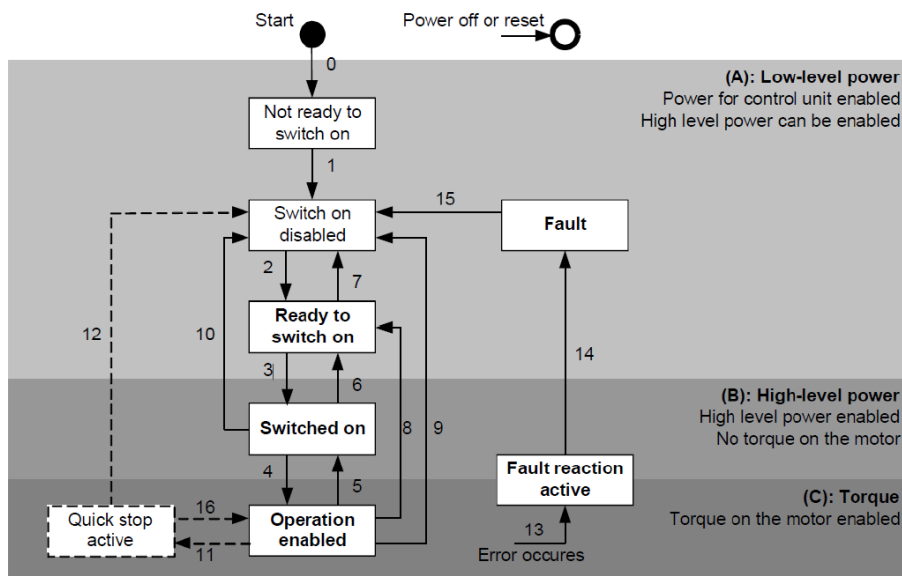 Start
Power off or reset
0
(A): Low-level power
Power for control unit enabled
High level power can be enabled
Not ready to
switch on
1
15
Switch on
disabled
Fault
2
7
12
10
Ready to
switch on
14
3
6
(B): High-level power
High level power enabled
No torque on the motor
Switched on
8
9
4
5
Fault reaction
active
(C): Torque
Torque on the motor enabled
Quick stop
active
16
11
Operation
enabled
13
Error occures